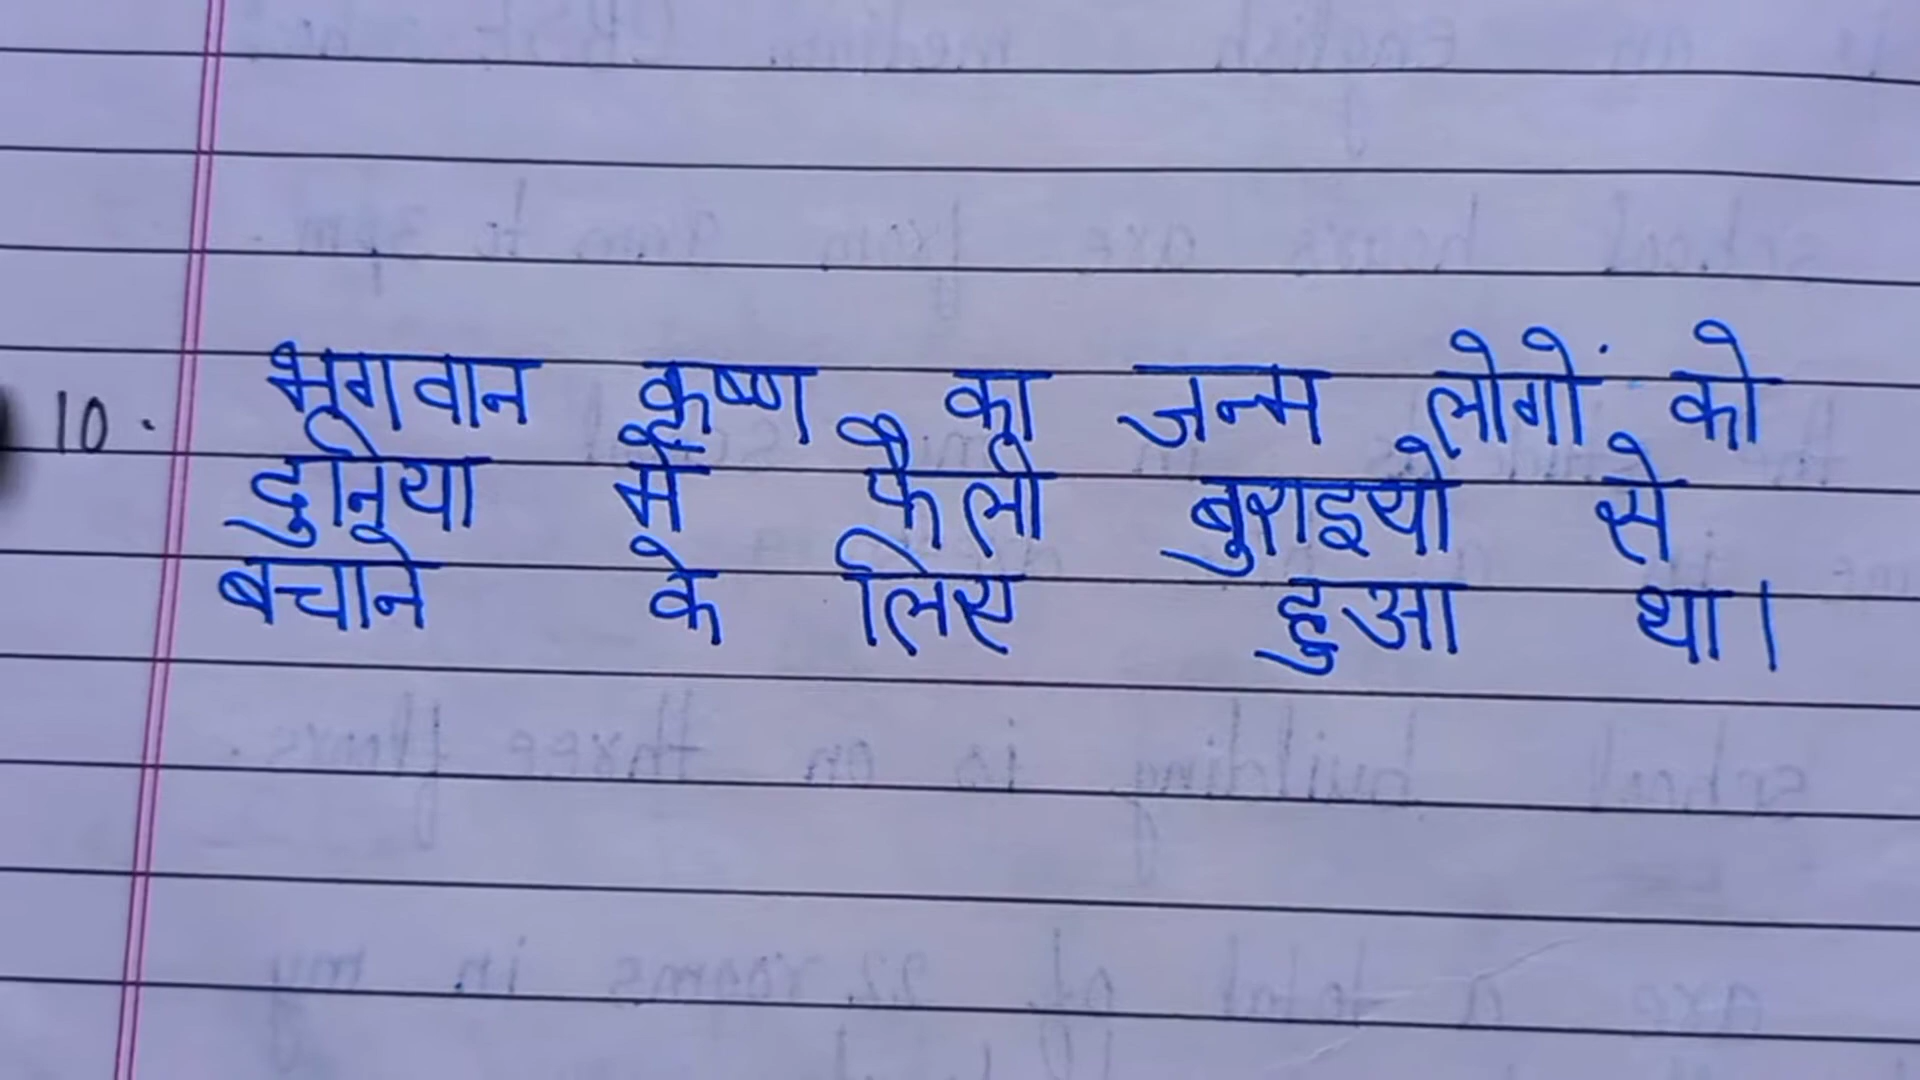 10. भगवान कृष्ण का जन्म लोगों को
दुनिया में फैली बुराइयों से
बचाने के लिए हुआ था।